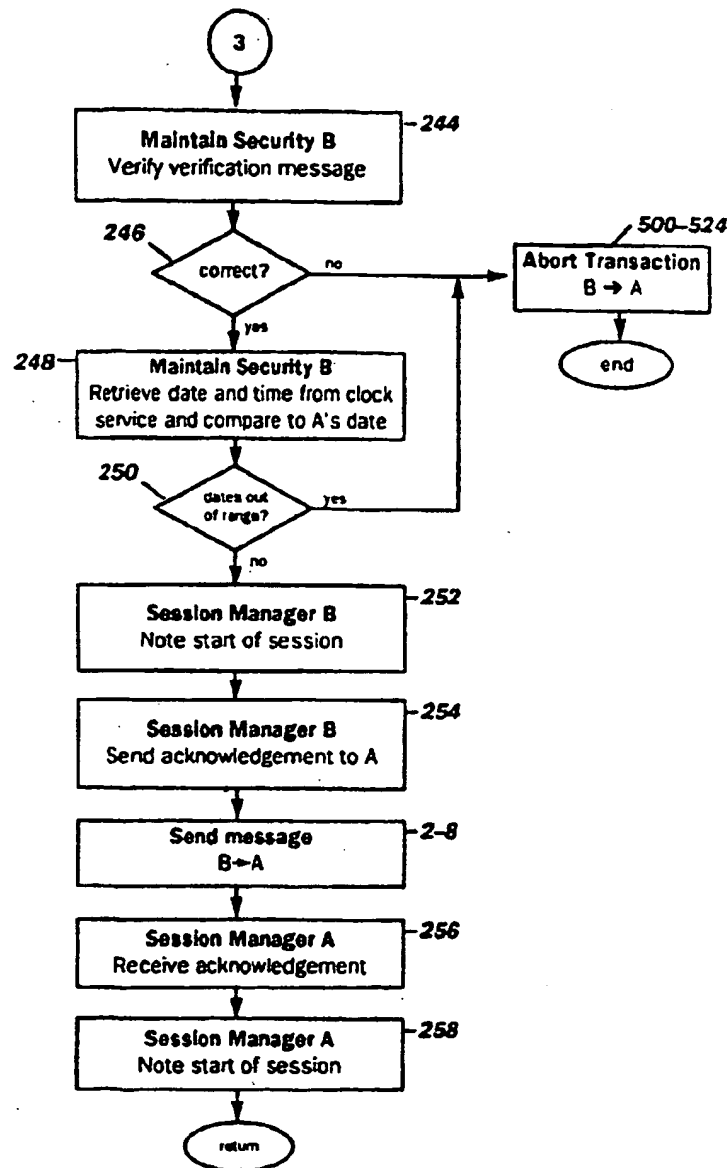 3
244
Maintain Security B
Verify verification message
246
correct?
no
yes
500-524
Abort Transaction
B → A
end
248
Maintain Security B
Retrieve date and time from clock
service and compare to A's date
250
dates out
of range?
yes
no
252
Session Manager B
Note start of session
254
Session Manager B
Send acknowledgement to A
2-8
Send message
B→A
256
Session Manager A
Receive acknowledgement
258
Session Manager A
Note start of session
return